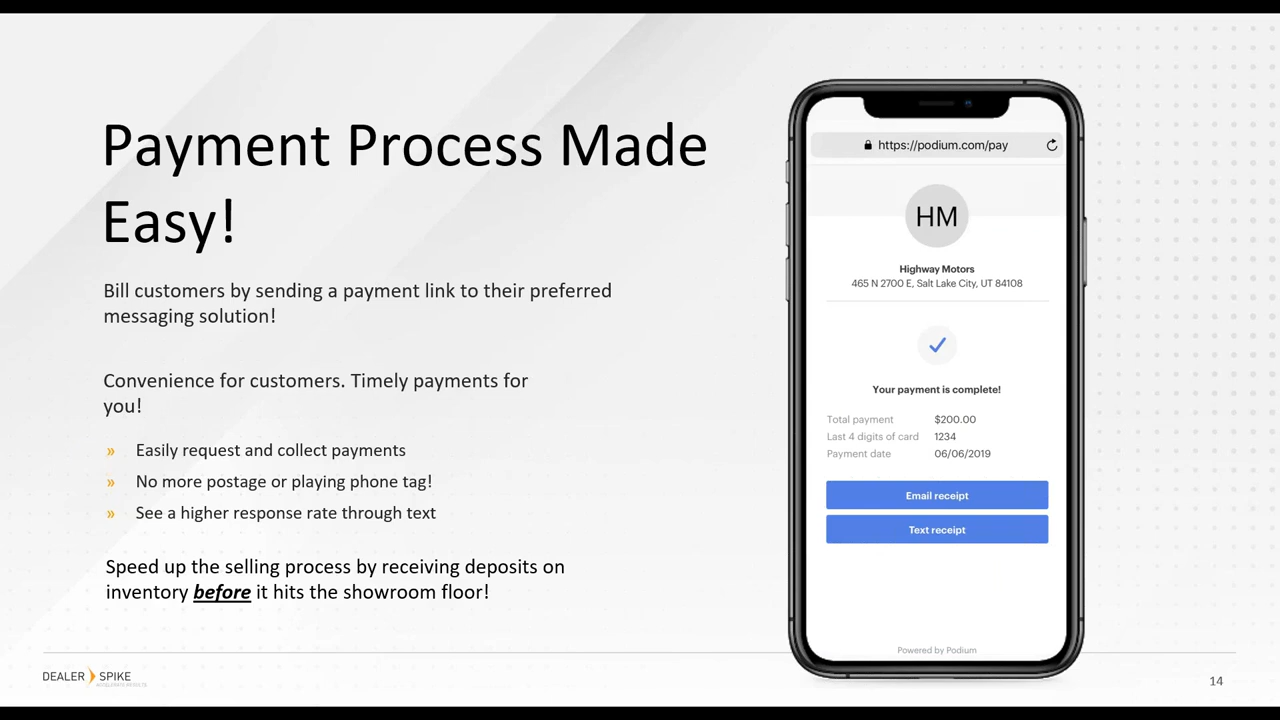 Payment Process Made
Easy!
Bill customers by sending a payment link to their preferred
messaging solution!
Convenience for customers. Timely payments for
you!
» Easily request and collect payments
» No more postage or playing phone tag!
» See a higher response rate through text
Speed up the selling process by receiving deposits on
inventory before it hits the showroom floor!
https://podium.com/pay
HM
Highway Motors
465 N 2700 E, Salt Lake City, UT 84108
Your payment is complete!
Total payment $200.00
Last 4 digits of card 1234
Payment date 06/06/2019
Email receipt
Text receipt
Powered by Podium
DEALER SPIKE
14